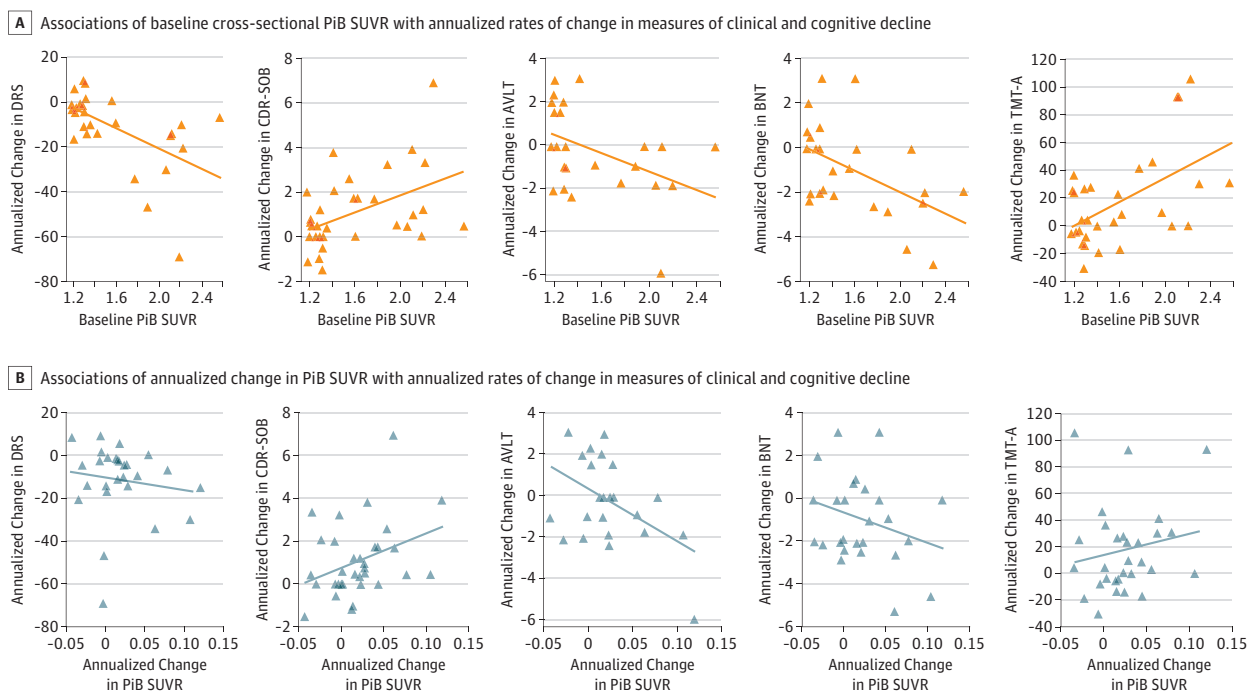 A Associations of baseline cross-sectional PiB SUVR with annualized rates of change in measures of clinical and cognitive decline
Annualized Change in DRS
20
0
-20
-40
-60
-80
1.2 1.6 2.0 2.4
Baseline PiB SUVR
Annualized Change in CDR-SOB
8
6
4
2
0
-2
1.2 1.6 2.0 2.4
Baseline PiB SUVR
Annualized Change in AVLT
4
2
0
-2
-4
-6
1.2 1.6 2.0 2.4
Baseline PiB SUVR
Annualized Change in BNT
4
2
0
-2
-4
-6
1.2 1.6 2.0 2.4
Baseline PiB SUVR
Annualized Change in TMT-A
120
100
80
60
40
20
0
-20
-40
1.2 1.6 2.0 2.4
Baseline PiB SUVR
B Associations of annualized change in PiB SUVR with annualized rates of change in measures of clinical and cognitive decline
Annualized Change in DRS
20
0
-20
-40
-60
-80
-0.05 0 0.05 0.10 0.15
Annualized Change
in PiB SUVR
Annualized Change in CDR-SOB
8
6
4
2
0
-2
-0.05 0 0.05 0.10 0.15
Annualized Change
in PiB SUVR
Annualized Change in AVLT
4
2
0
-2
-4
-6
-0.05 0 0.05 0.10 0.15
Annualized Change
in PiB SUVR
Annualized Change in BNT
4
2
0
-2
-4
-6
-0.05 0 0.05 0.10 0.15
Annualized Change
in PiB SUVR
Annualized Change in TMT-A
120
100
80
60
40
20
0
-20
-40
-0.05 0 0.05 0.10 0.15
Annualized Change
in PiB SUVR